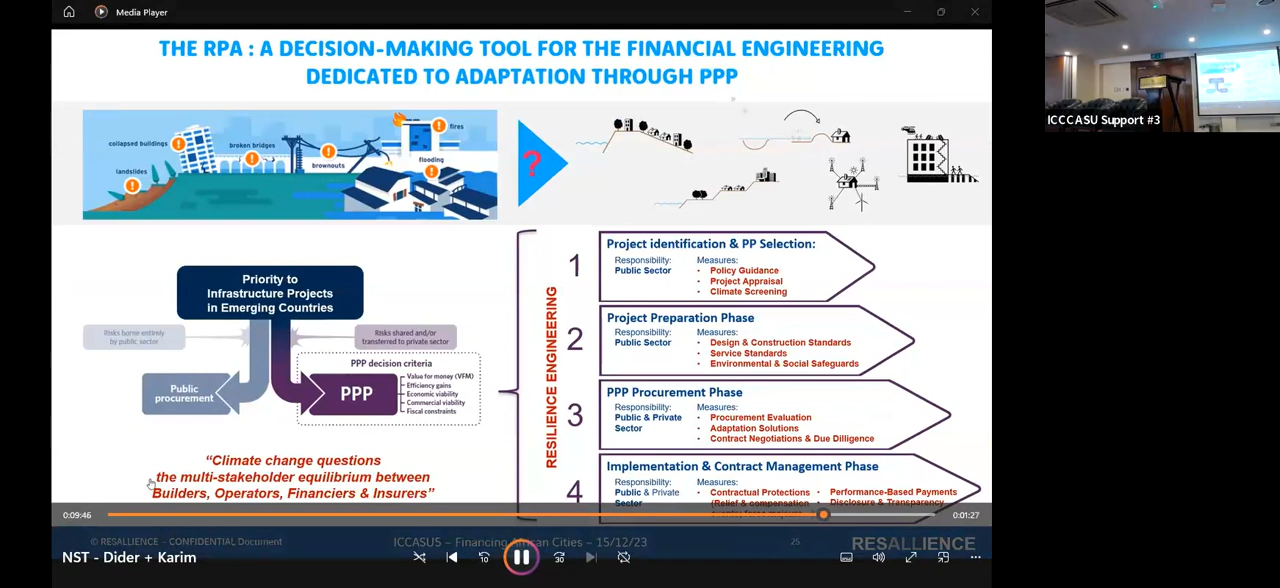 Media Player
THE RPA : A DECISION-MAKING TOOL FOR THE FINANCIAL ENGINEERING
DEDICATED TO ADAPTATION THROUGH PPP
collapsed buildings
broken bridges
fires
brownouts
flooding
landslides
?
Priority to
Infrastructure Projects
in Emerging Countries
Risks borne entirely
by public sector
Risks shared and/or
transferred to private sector
PPP decision criteria
Public
procurement
PPP
Value for money (VFM)
Efficiency gains
Economic viability
Commercial viability
Fiscal constraints
“Climate change questions
the multi-stakeholder equilibrium between
Builders, Operators, Financiers & Insurers”
RESILIENCE ENGINEERING
1
Project identification & PP Selection:
Responsibility:
Public Sector
Measures:
• Policy Guidance
• Project Appraisal
• Climate Screening
2
Project Preparation Phase
Responsibility:
Public Sector
Measures:
• Design & Construction Standards
• Service Standards
• Environmental & Social Safeguards
3
PPP Procurement Phase
Responsibility:
Public & Private
Sector
Measures:
• Procurement Evaluation
• Adaptation Solutions
• Contract Negotiations & Due Dilligence
4
Implementation & Contract Management Phase
Responsibility:
Public & Private
Sector
Measures:
• Contractual Protections
(Relief & compensation
• Performance-Based Payments
• Disclosure & Transparency
0:09:46
0:01:27
© RESALLIENCE - CONFIDENTIAL Document
ICCASU5 - Financing African Cities – 15/12/23
25
RESALLIENCE
NST - Dider + Karim
10
30
ICCCASU Support #3